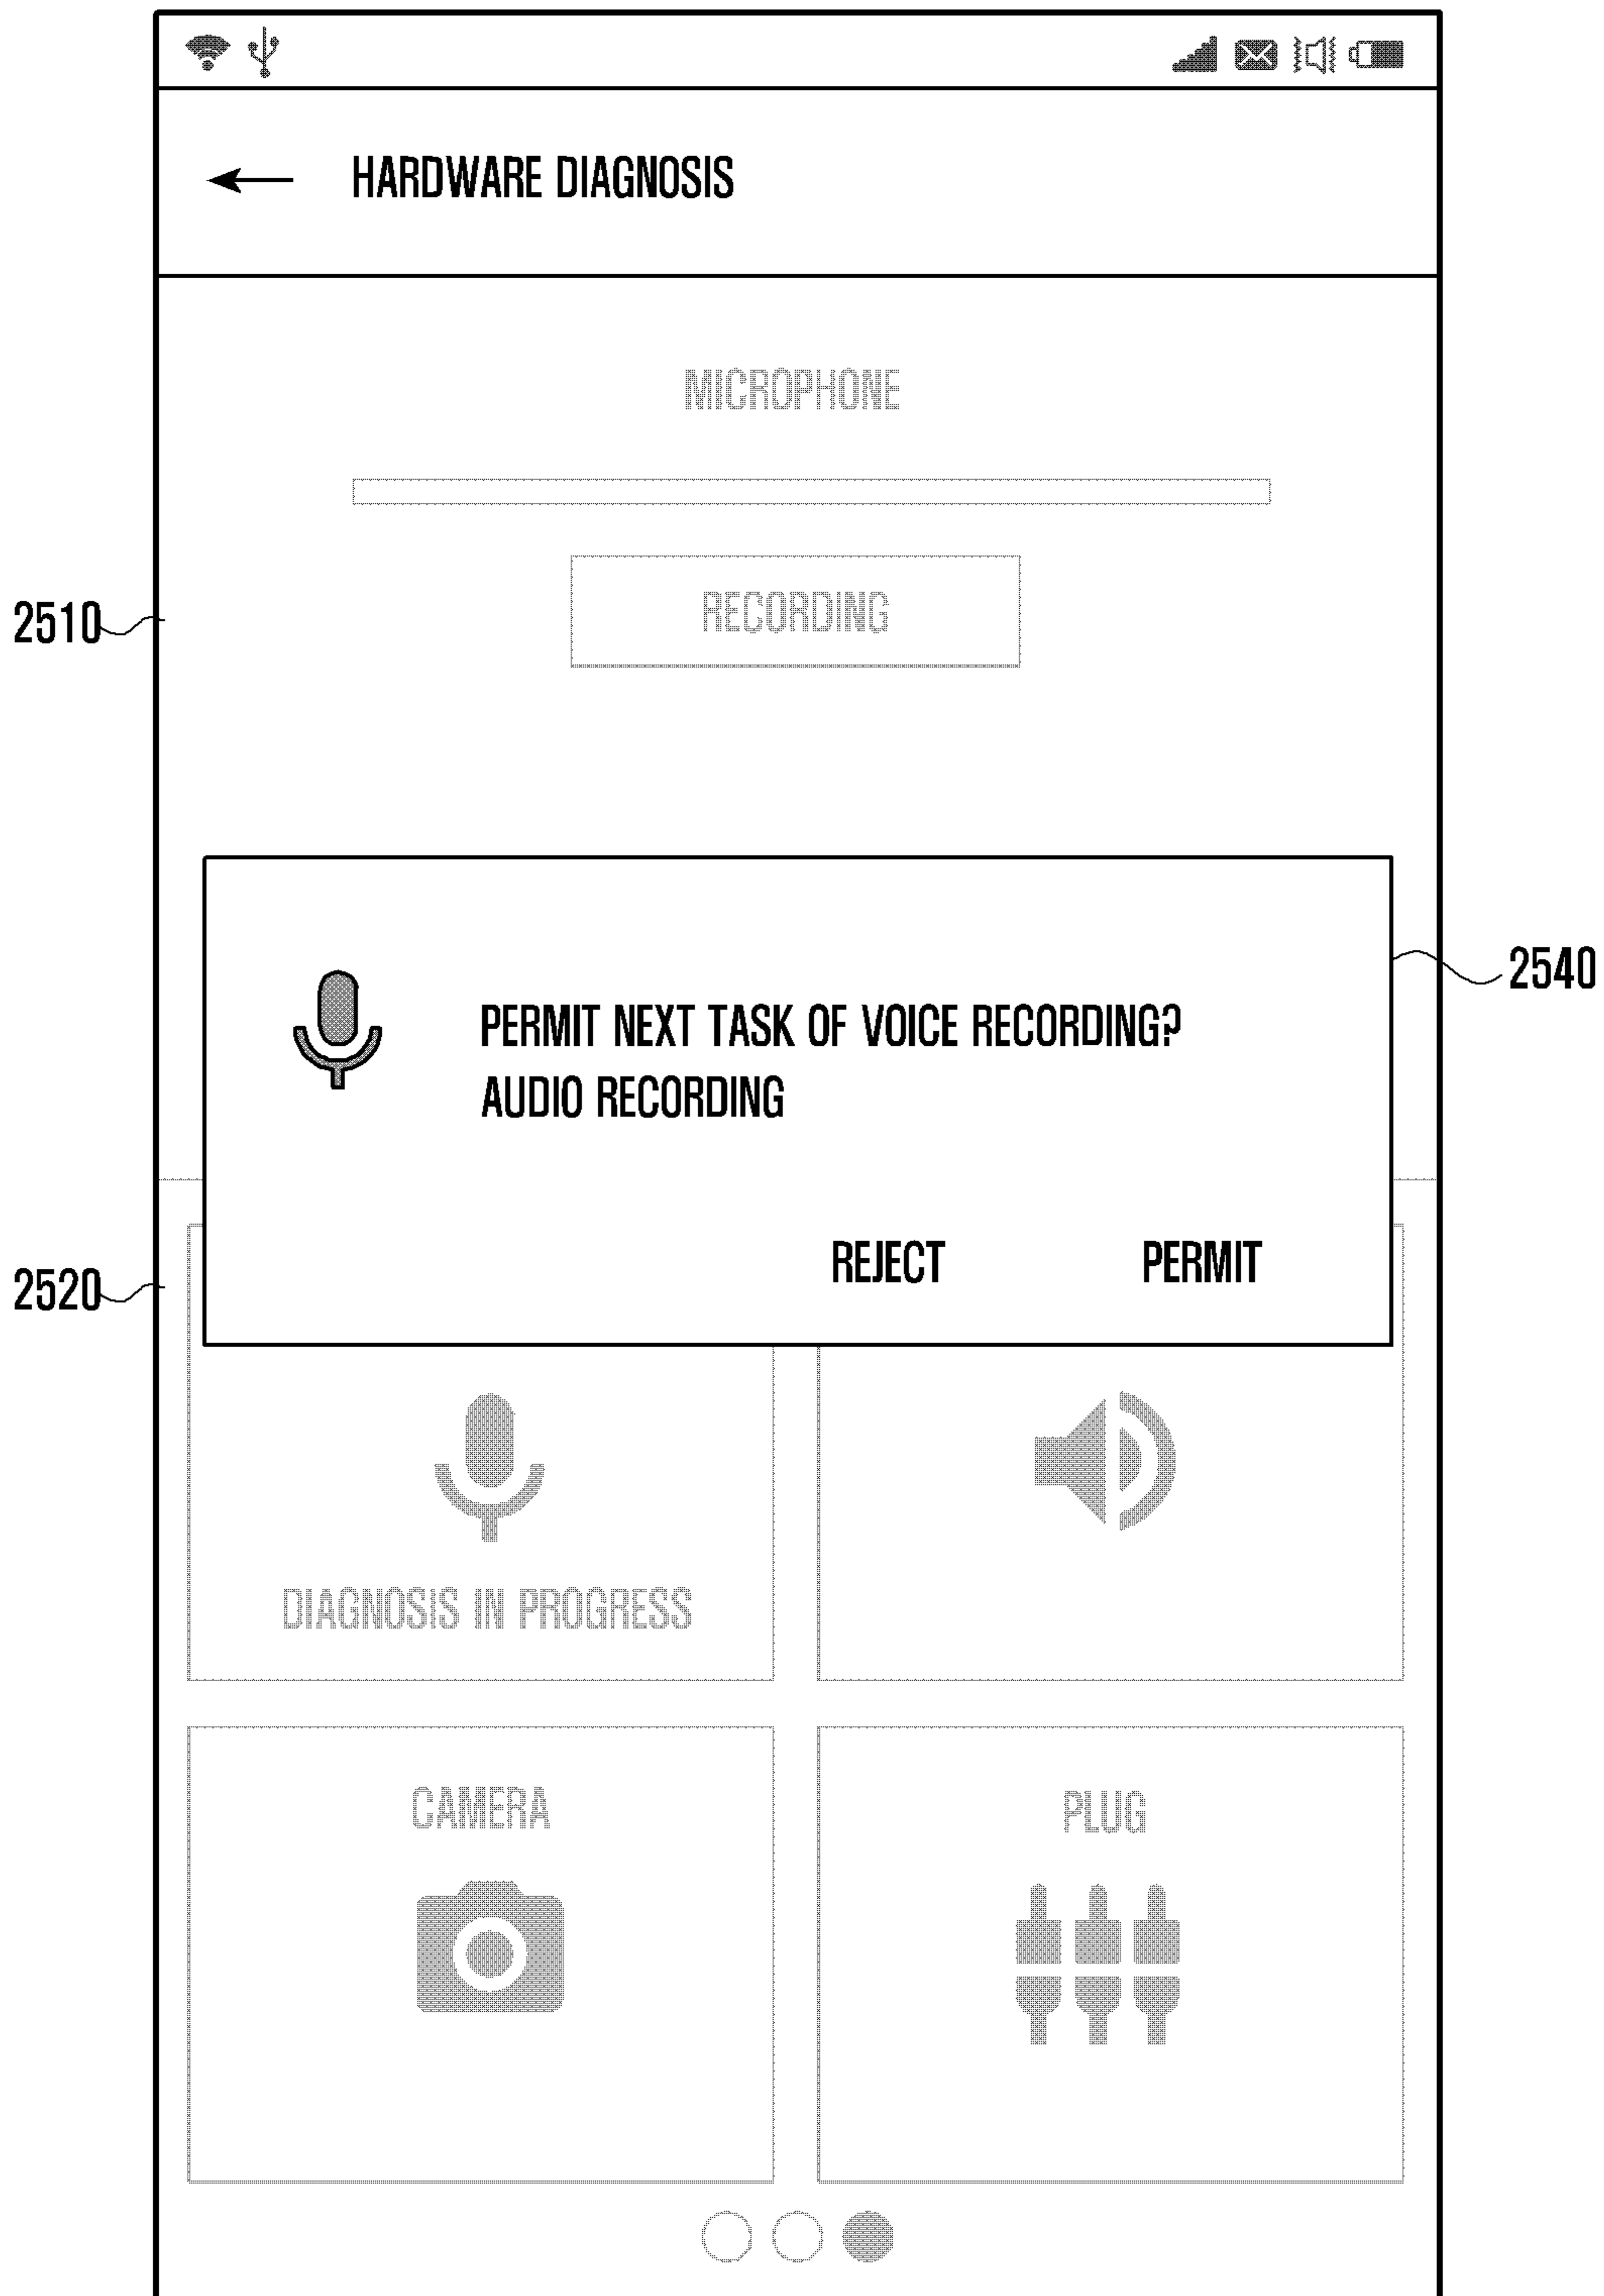 HARDWARE DIAGNOSIS
MICROPHONE
RECORDING
2510
2540
PERMIT NEXT TASK OF VOICE RECORDING?
AUDIO RECORDING
REJECT PERMIT
2520
DIAGNOSIS IN PROGRESS
CAMERA PLUG